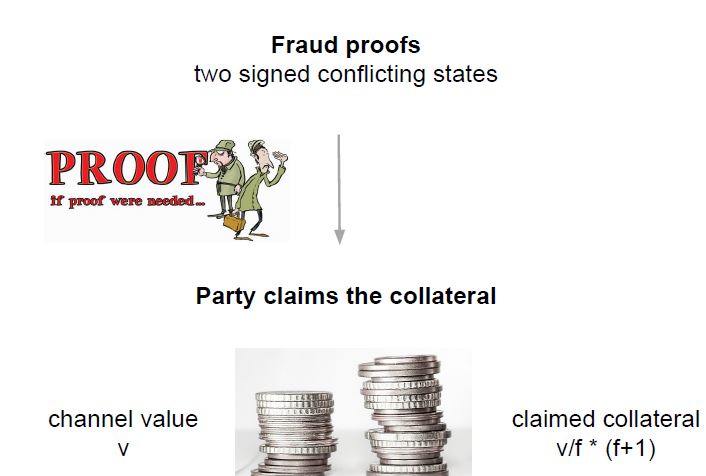 Fraud proofs
two signed conflicting states
PROOF
if proof were needed...
Party claims the collateral
channel value
v
claimed collateral
v/f * (f+1)